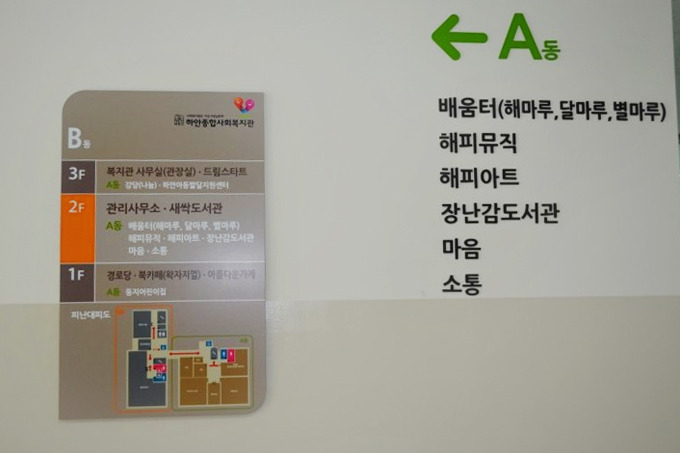 하안종합사회복지관
B동
3F 복지관 사무실(관장실)·드림스타트
A동 강당(나눔)·하안아동발달지원센터
2F 관리사무소·새싹도서관
A동 배움터(해마루, 달마루, 별마루)
해피뮤직·해피아트·장난감도서관
마음·소통
1F 경로당·북카페(왁자지껄)·아름다운가게
A동 둥지어린이집
피난대피도
← A동
배움터(해마루,달마루,별마루)
해피뮤직
해피아트
장난감도서관
마음
소통